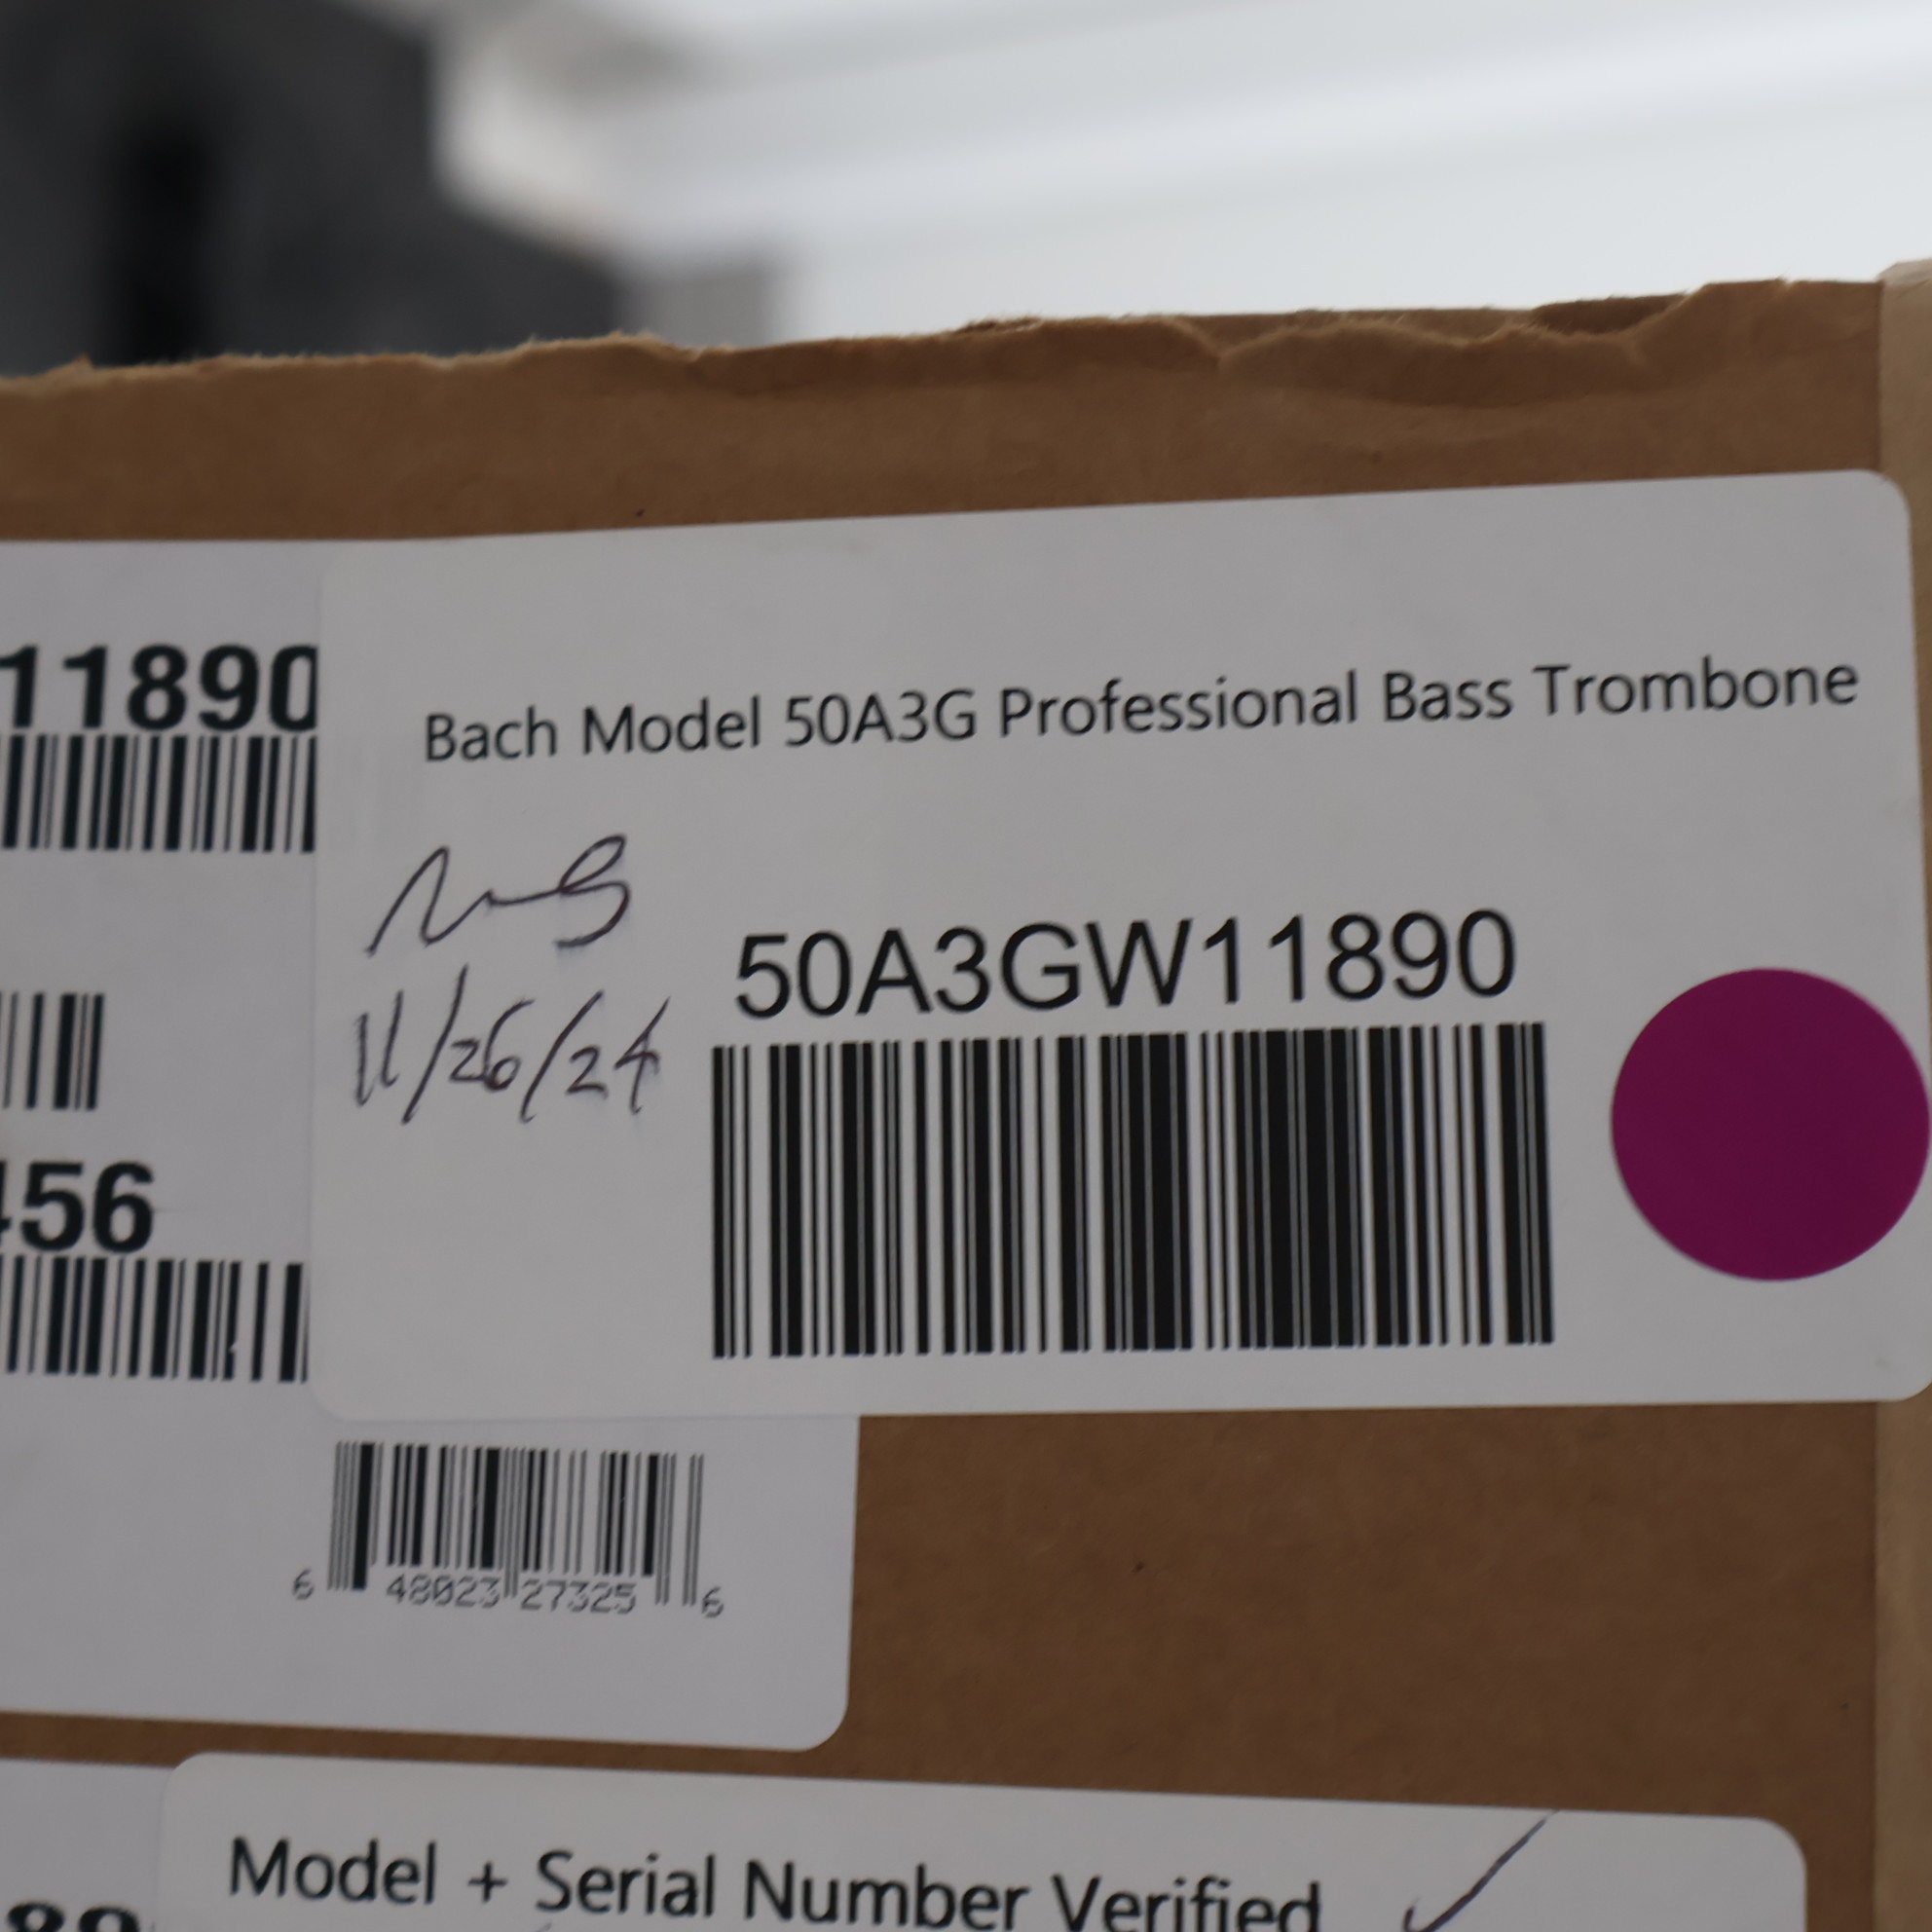 11890
Bach Model 50A3G Professional Bass Trombone
11/26/24
50A3GW11890
456
6 48023 27325 6
Model + Serial Number Verified
89